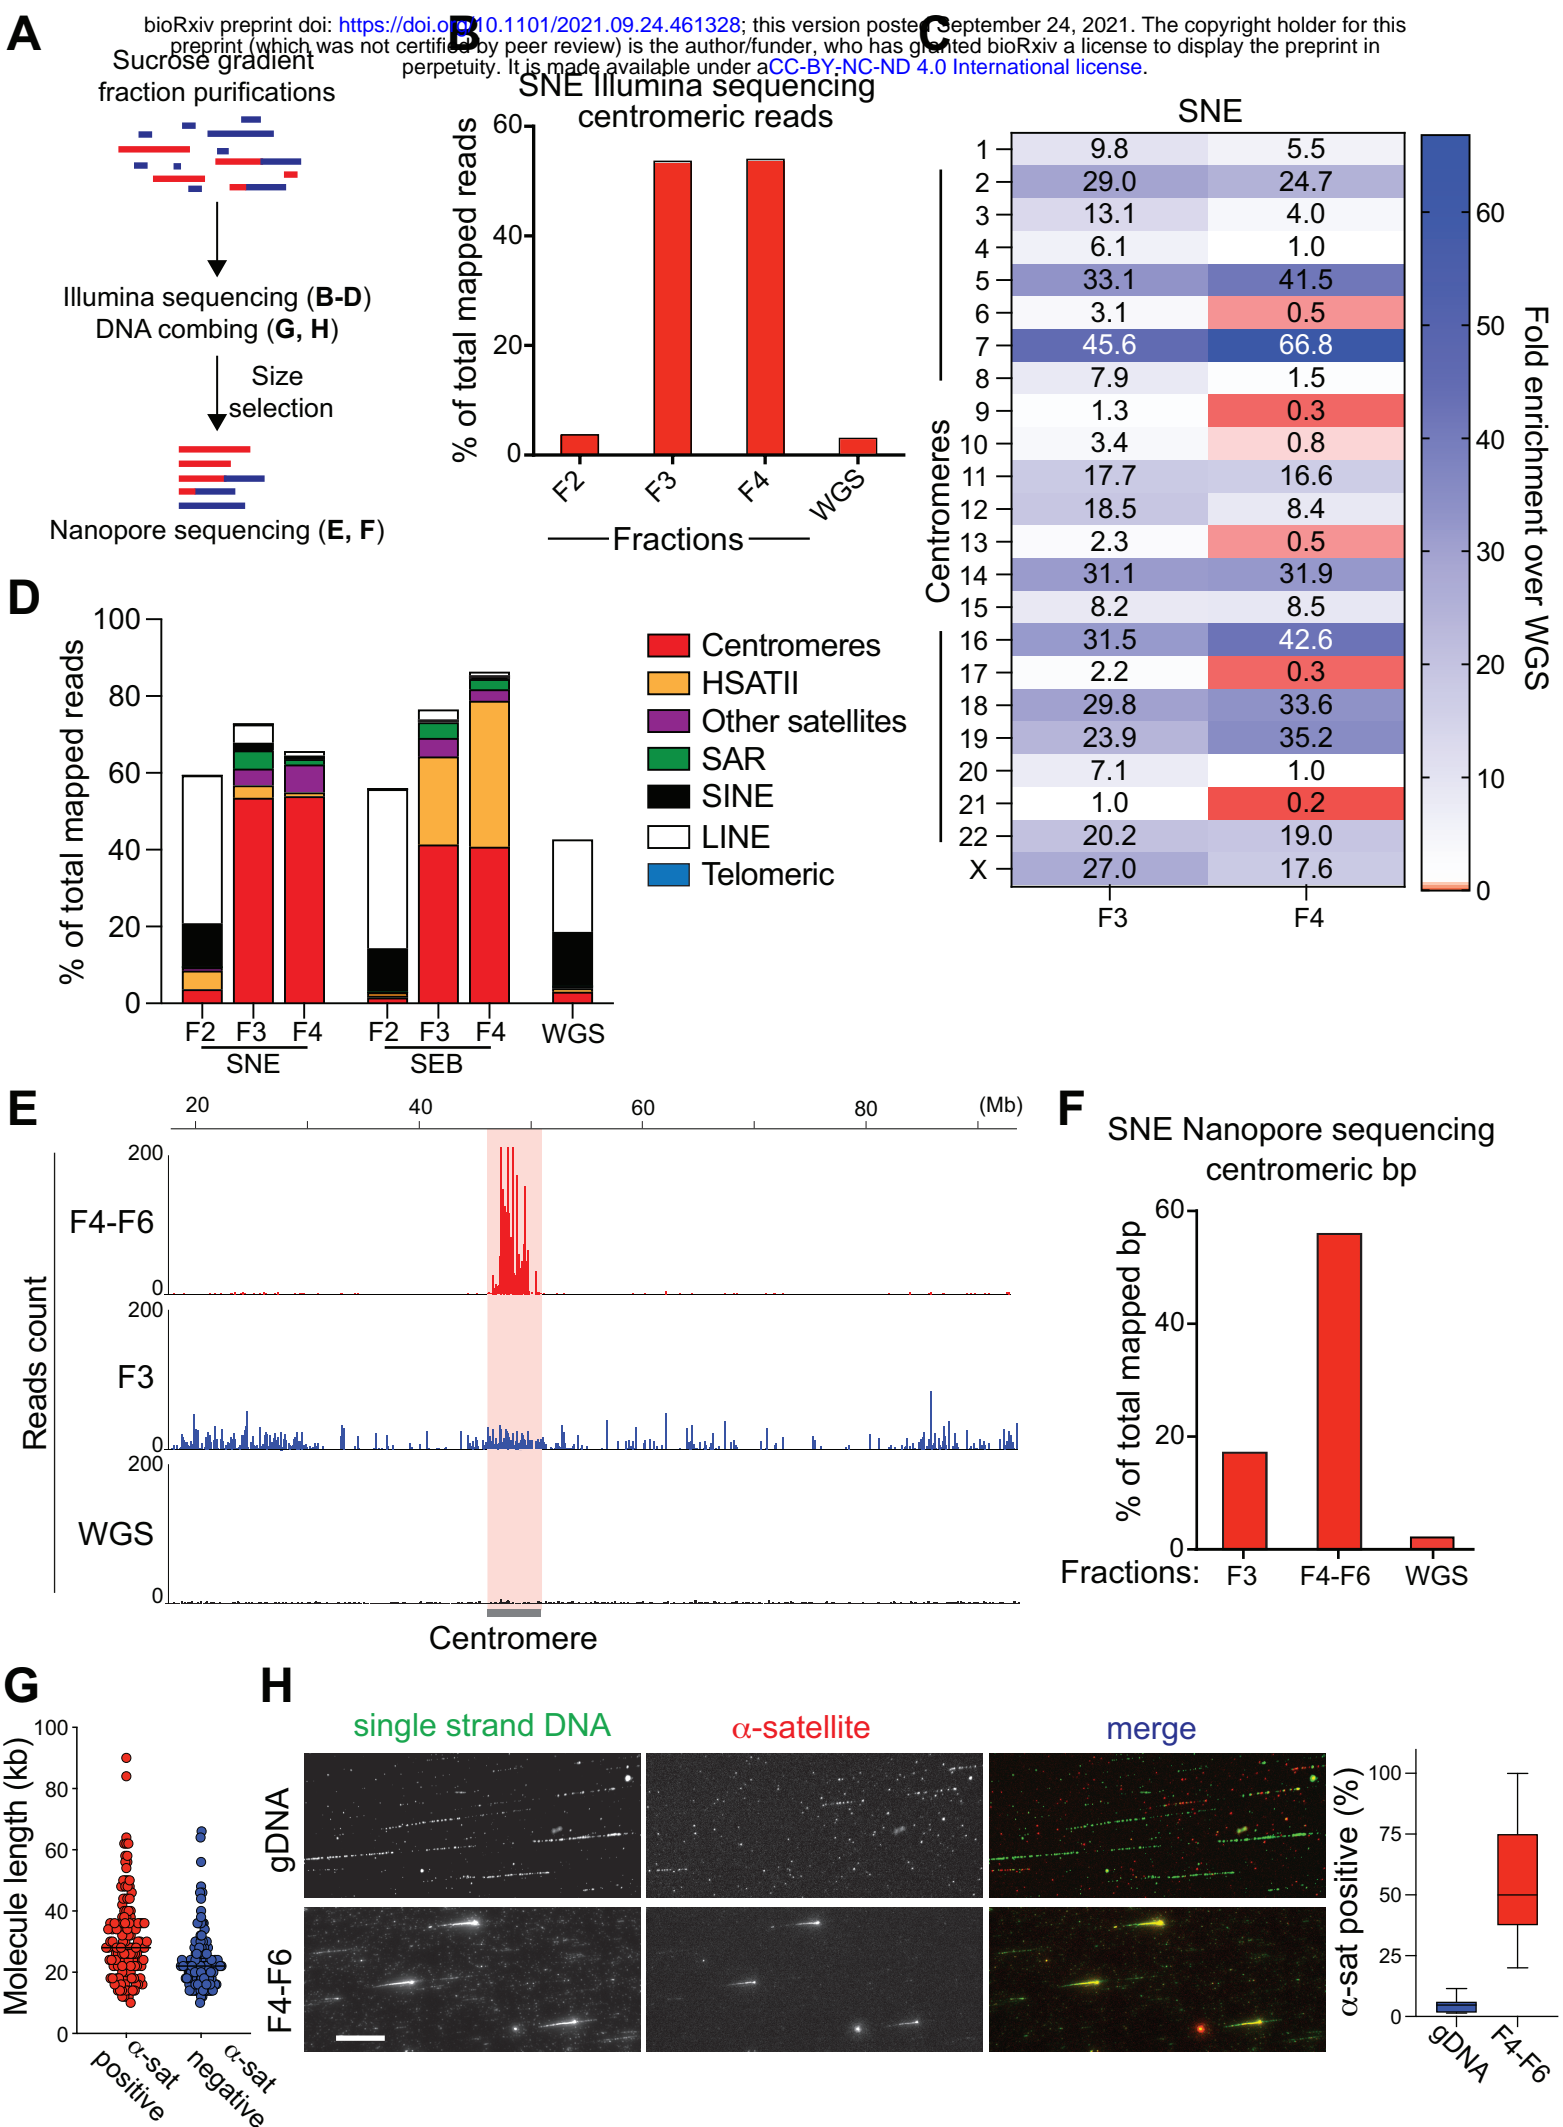 bioRxiv preprint doi: https://doi.org/10.1101/2021.09.24.461328; this version posted September 24, 2021. The copyright holder for this
preprint (which was not certified by peer review) is the author/funder, who has granted bioRxiv a license to display the preprint in
perpetuity. It is made available under aCC-BY-NC-ND 4.0 International license.
A
Sucrose gradient
fraction purifications
Illumina sequencing (B-D)
DNA combing (G, H)
Size
selection
Nanopore sequencing (E, F)
B
SNE Illumina sequencing
centromeric reads
% of total mapped reads
60
40
20
0
F2
F3
F4
WGS
Fractions
C
SNE
Centromeres
1 9.8 5.5
2 29.0 24.7
3 13.1 4.0
4 6.1 1.0
5 33.1 41.5
6 3.1 0.5
7 45.6 66.8
8 7.9 1.5
9 1.3 0.3
10 3.4 0.8
11 17.7 16.6
12 18.5 8.4
13 2.3 0.5
14 31.1 31.9
15 8.2 8.5
16 31.5 42.6
17 2.2 0.3
18 29.8 33.6
19 23.9 35.2
20 7.1 1.0
21 1.0 0.2
22 20.2 19.0
X 27.0 17.6
F3 F4
60
50
40
30
20
10
0
Fold enrichment over WGS
D
% of total mapped reads
100
80
60
40
20
0
F2 F3 F4
SNE
F2 F3 F4
SEB
WGS
Centromeres
HSATII
Other satellites
SAR
SINE
LINE
Telomeric
E
20 40 60 80 (Mb)
Reads count
200
F4-F6
0
200
F3
0
200
WGS
0
Centromere
F
SNE Nanopore sequencing
centromeric bp
% of total mapped bp
60
40
20
0
Fractions: F3 F4-F6 WGS
G
Molecule length (kb)
100
80
60
40
20
0
α-sat
positive
α-sat
negative
H
single strand DNA
α-satellite
merge
gDNA
F4-F6
α-sat positive (%)
100
75
50
25
0
gDNA
F4-F6